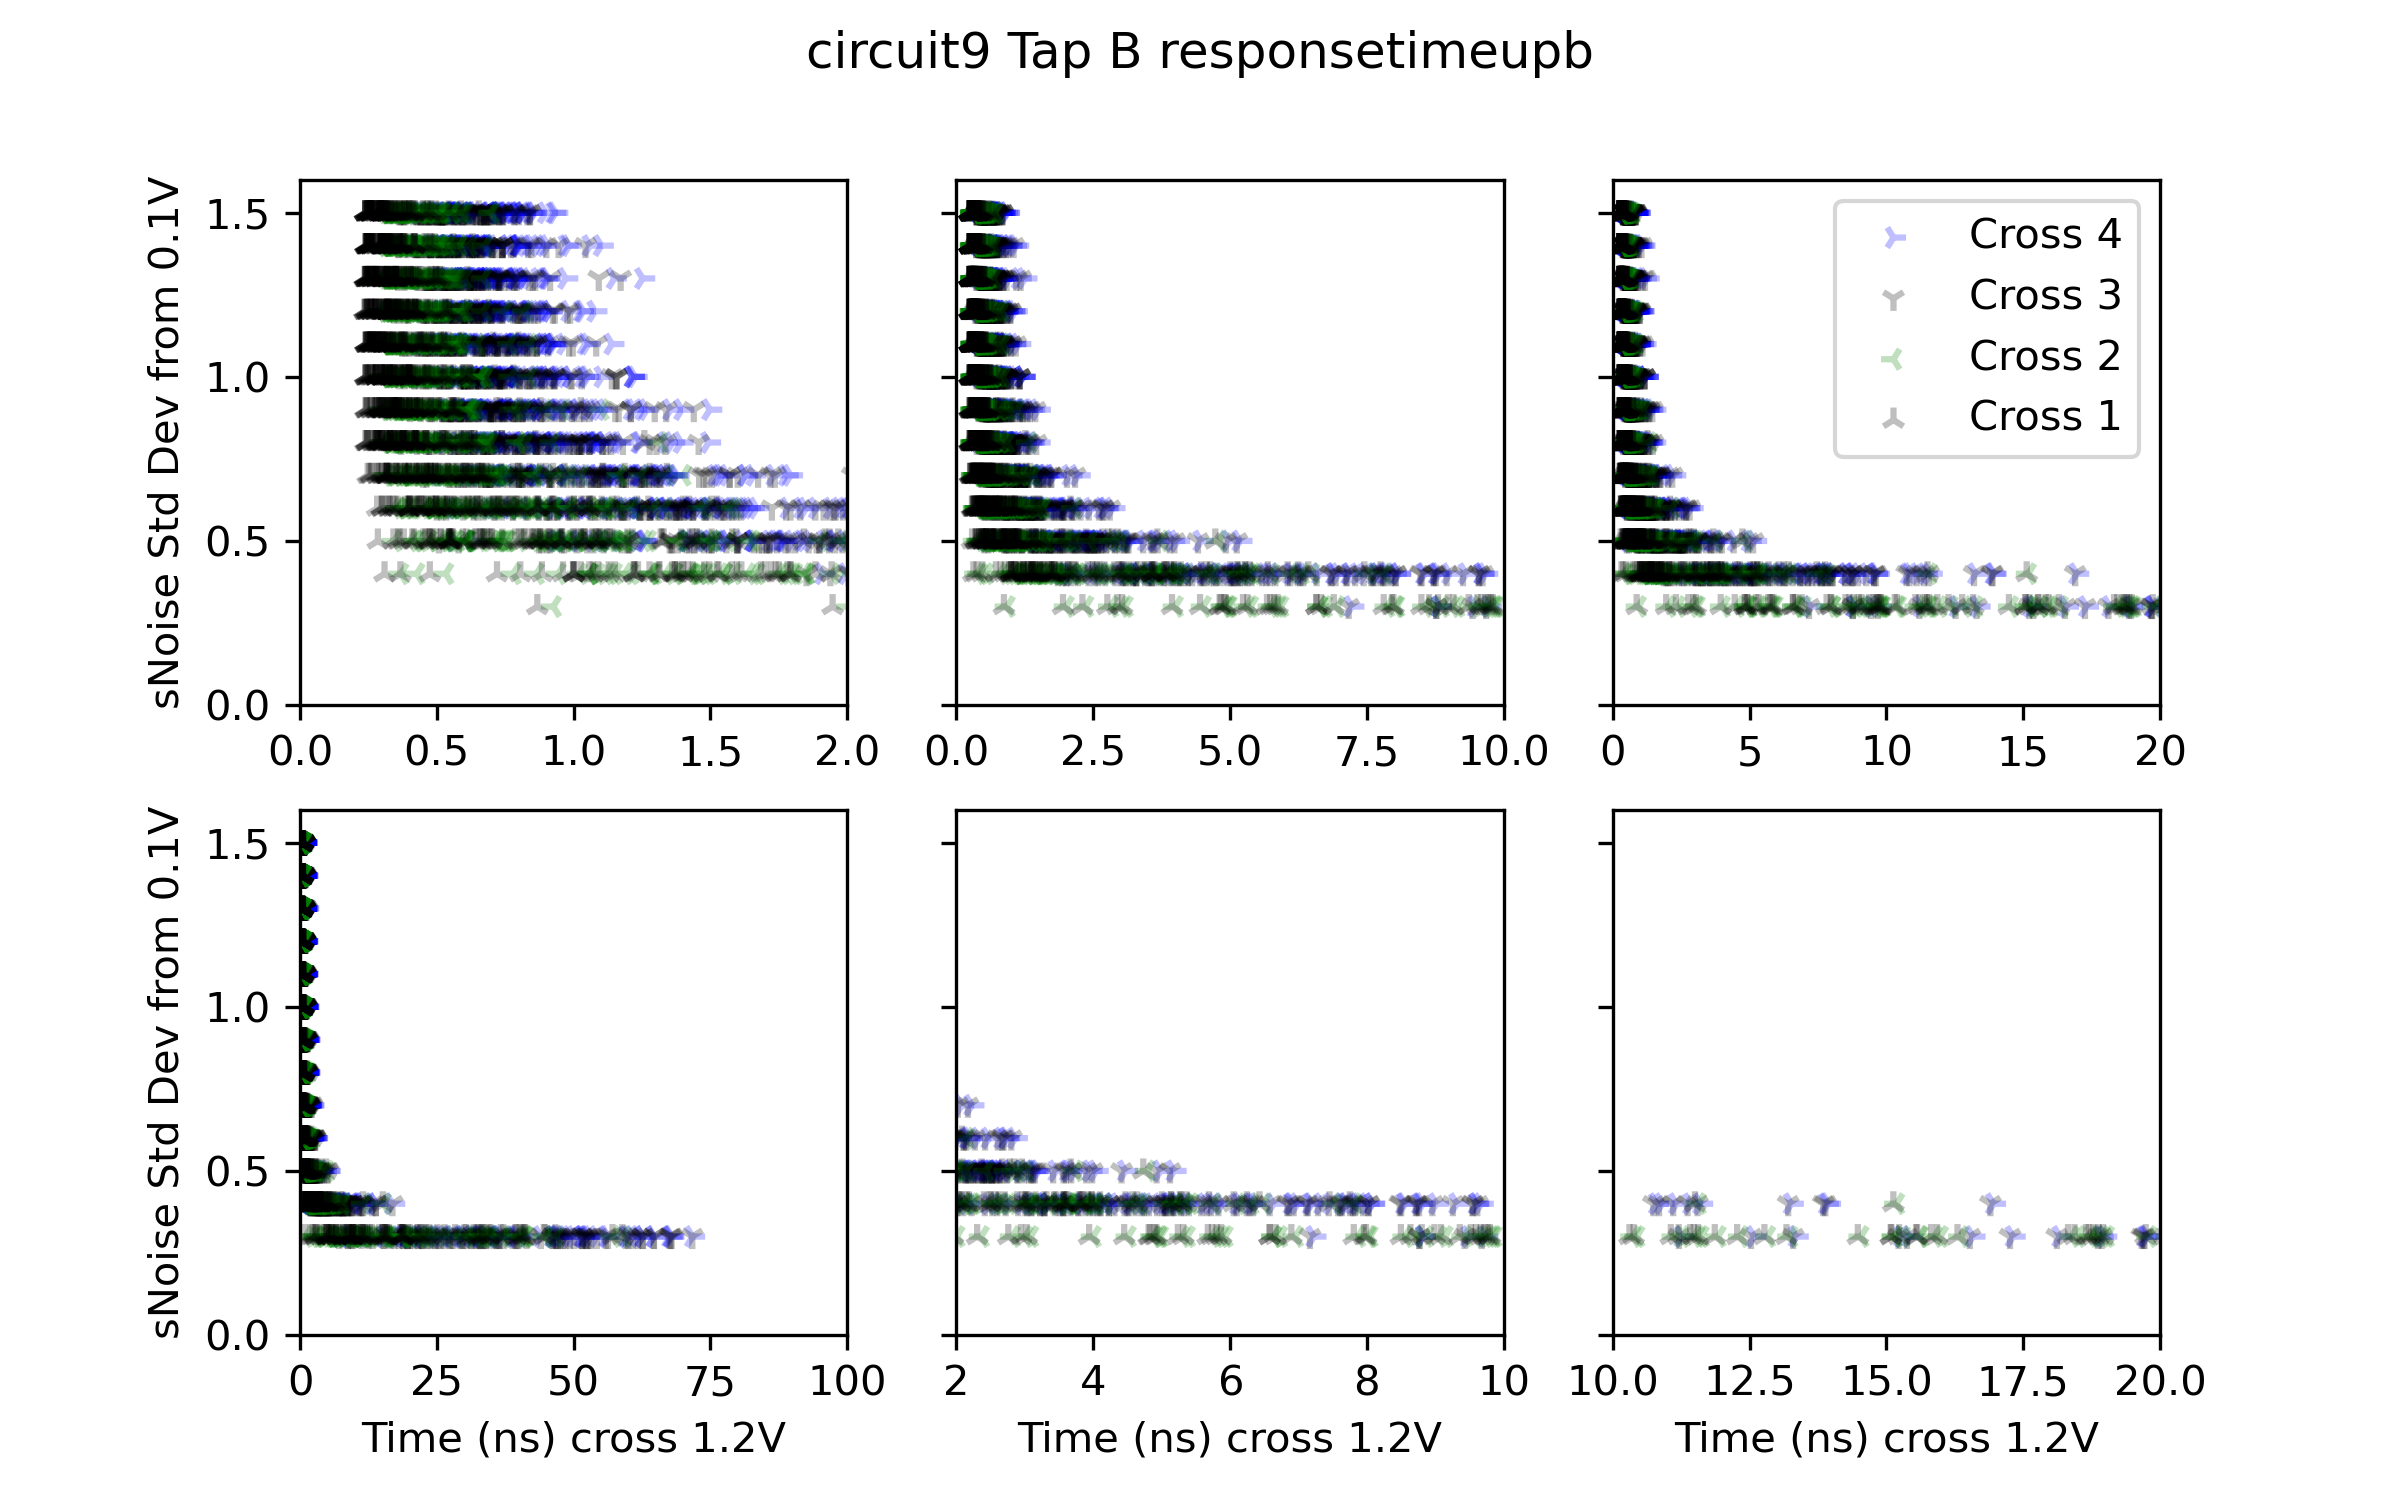 circuit9 Tap B responsetimeupb
sNoise Std Dev from 0.1V
1.5
1.0
0.5
0.0
0.0 0.5 1.0 1.5 2.0
0.0 2.5 5.0 7.5 10.0
0 5 10 15 20
Cross 4
Cross 3
Cross 2
Cross 1
sNoise Std Dev from 0.1V
1.5
1.0
0.5
0.0
0 25 50 75 100
Time (ns) cross 1.2V
2 4 6 8 10
Time (ns) cross 1.2V
10.0 12.5 15.0 17.5 20.0
Time (ns) cross 1.2V